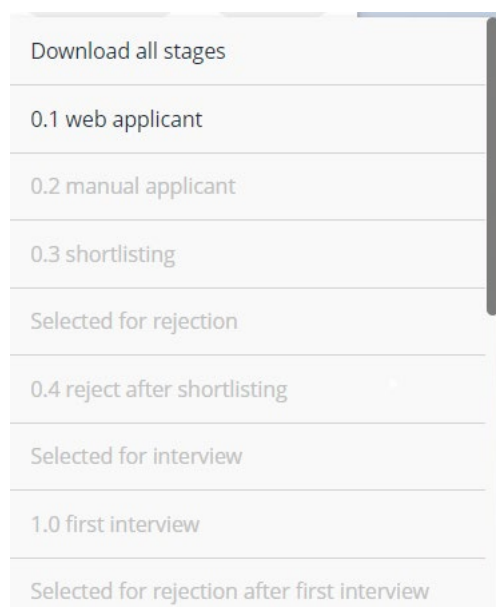 Download all stages
0.1 web applicant
0.2 manual applicant
0.3 shortlisting
Selected for rejection
0.4 reject after shortlisting
Selected for interview
1.0 first interview
Selected for rejection after first interview